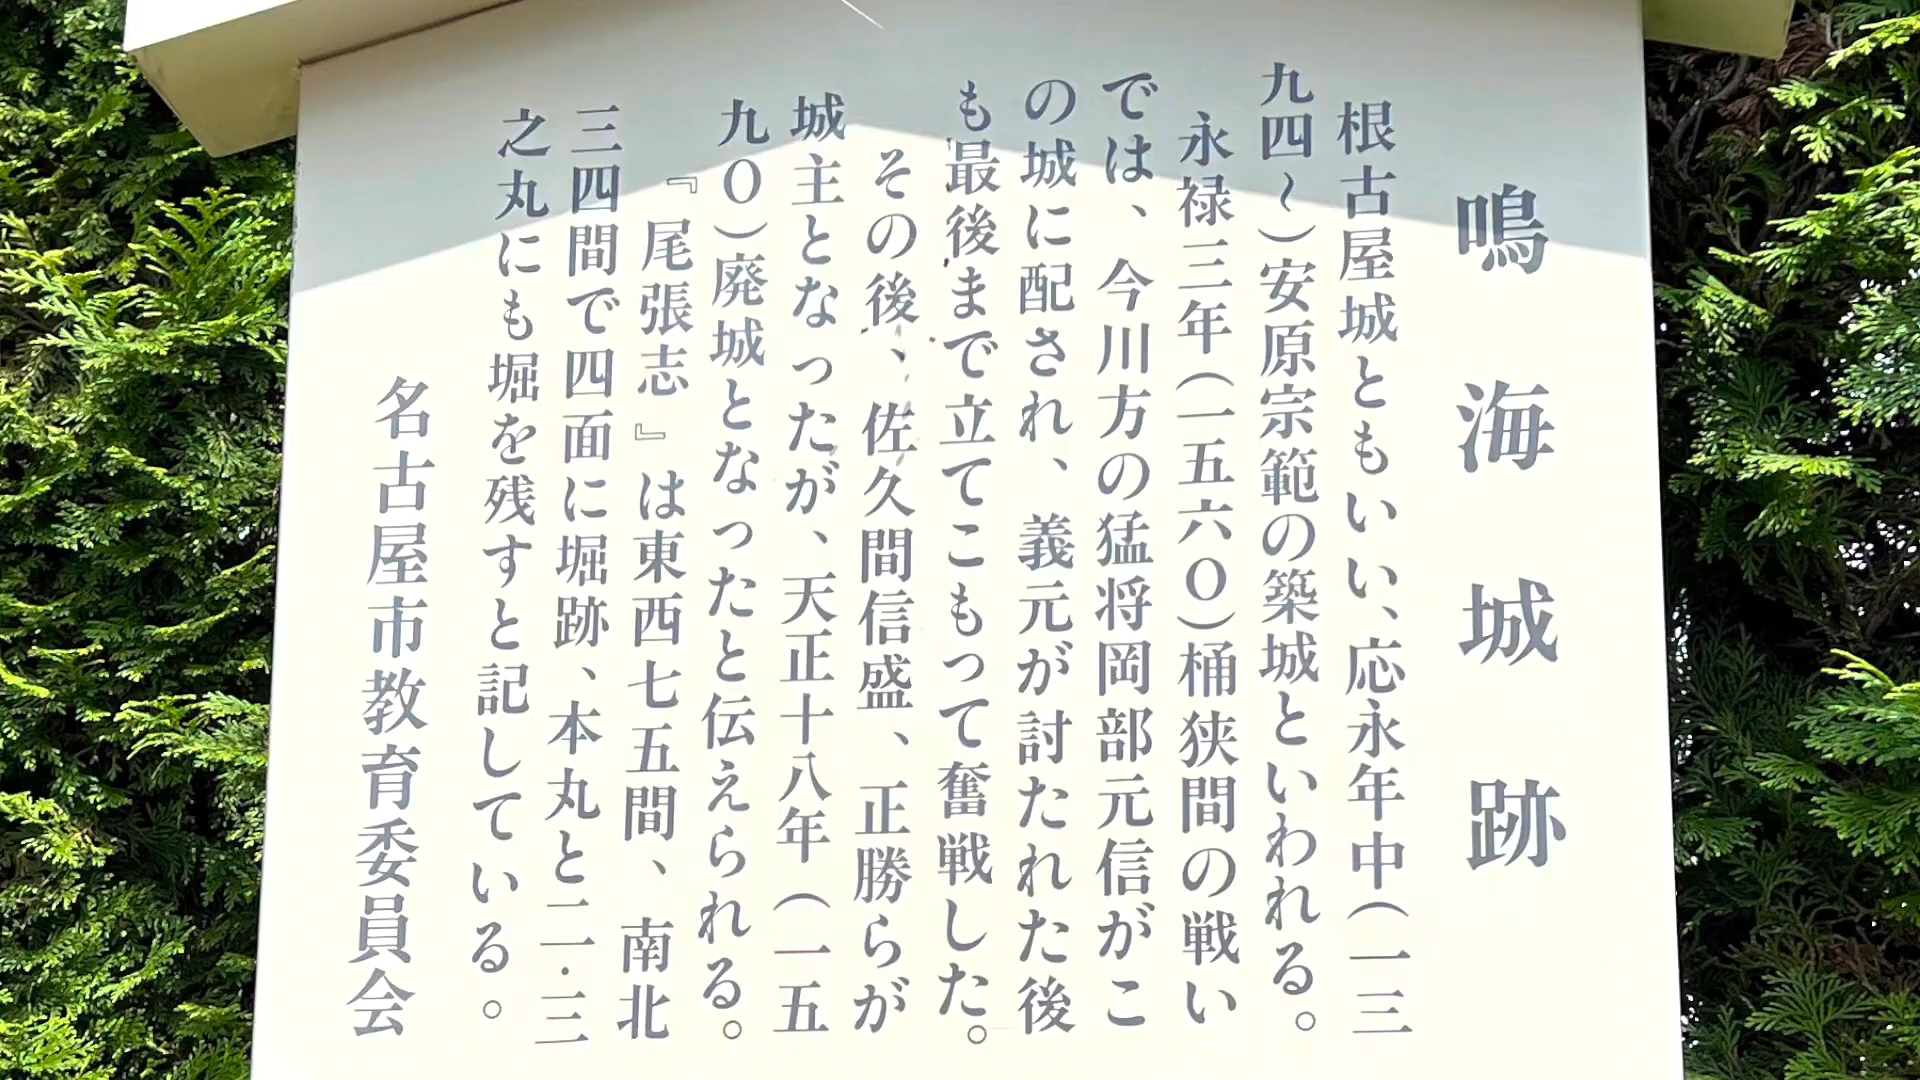 鳴海城跡
根古屋城ともいい、応永年中(一三
九四~)安原宗範の築城といわれる。
永禄三年(一五六〇)桶狭間の戦い
では、今川方の猛将岡部元信がこ
の城に配され、義元が討たれた後
も最後まで立てこもって奮戦した。
その後、佐久間信盛、正勝らが
城主となったが、天正十八年(一五
九〇)廃城となったと伝えられる。
『尾張志』は東西七五間、南北
三四間で四面に堀跡、本丸と二・三
之丸にも堀を残すと記している。
名古屋市教育委員会